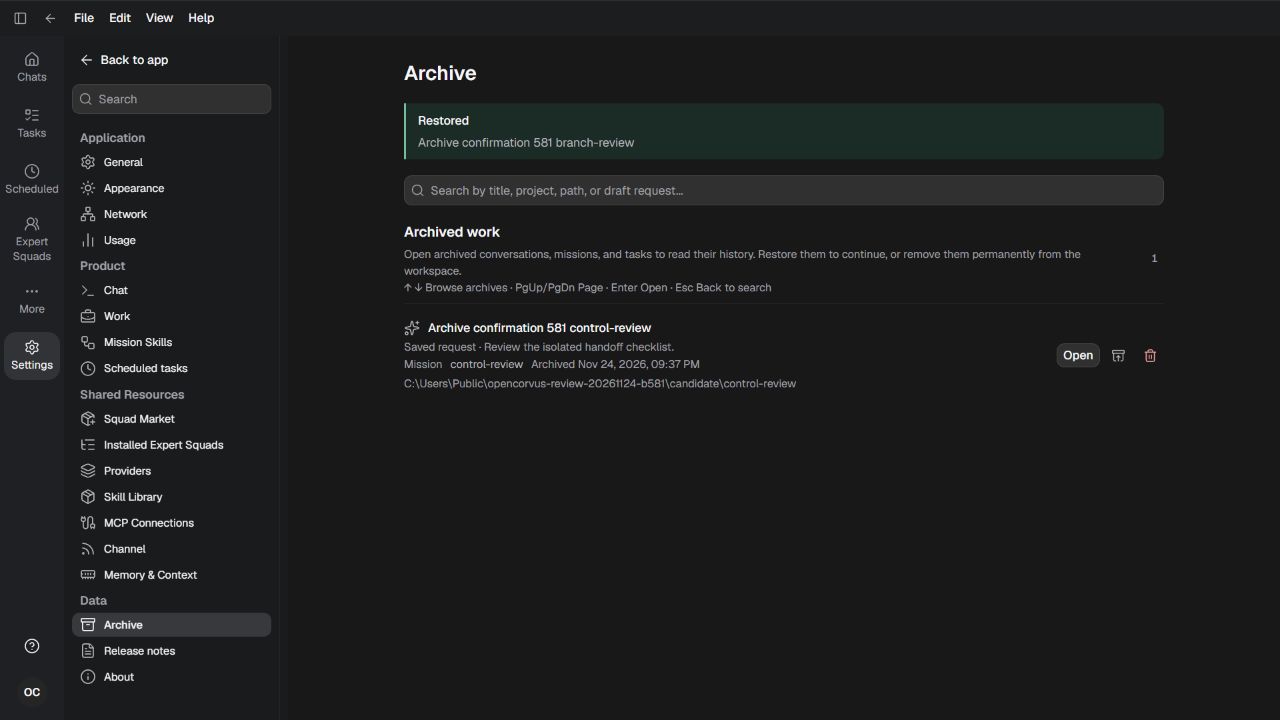 File Edit View Help
Chats
Tasks
Scheduled
Expert
Squads
More
Settings
OC
Back to app
Search
Application
General
Appearance
Network
Usage
Product
Chat
Work
Mission Skills
Scheduled tasks
Shared Resources
Squad Market
Installed Expert Squads
Providers
Skill Library
MCP Connections
Channel
Memory & Context
Data
Archive
Release notes
About
Archive
Restored
Archive confirmation 581 branch-review
Search by title, project, path, or draft request...
Archived work
Open archived conversations, missions, and tasks to read their history. Restore them to continue, or remove them permanently from the
workspace.
↑ ↓ Browse archives · PgUp/PgDn Page · Enter Open · Esc Back to search
1
Archive confirmation 581 control-review
Saved request · Review the isolated handoff checklist.
Mission control-review Archived Nov 24, 2026, 09:37 PM
C:\Users\Public\opencorvus-review-20261124-b581\candidate\control-review
Open